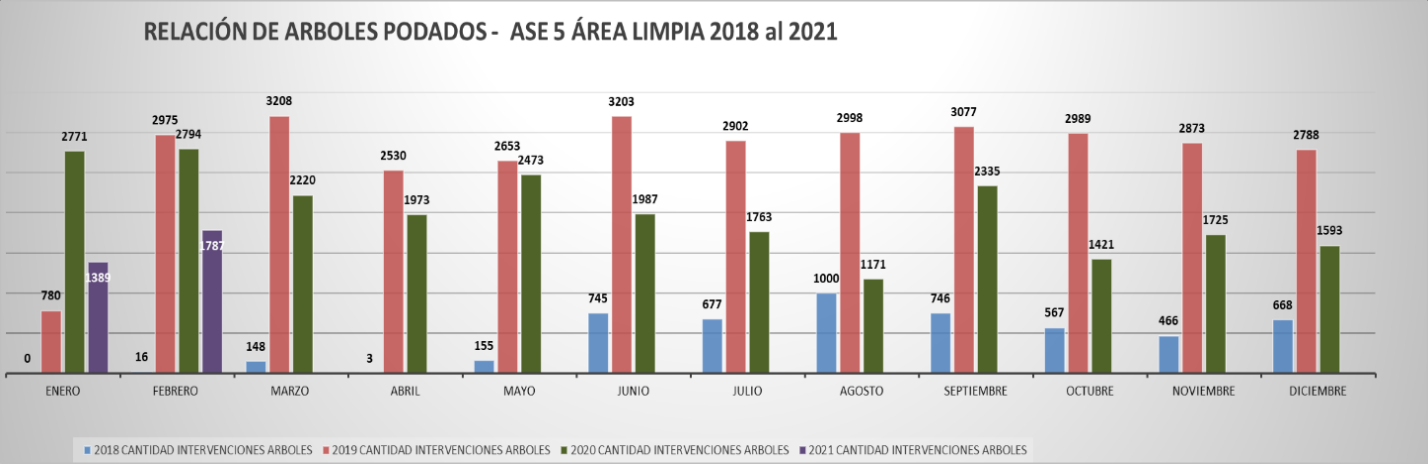 RELACIÓN DE ARBOLES PODADOS - ASE 5 ÁREA LIMPIA 2018 al 2021
0 780 2771 1389
16 2975 2794 1787
148 3208 2220
3 2530 1973
155 2653 2473
745 3203 1987
677 2902 1763
1000 2998 1171
746 3077 2335
567 2989 1421
466 2873 1725
668 2788 1593
ENERO FEBRERO MARZO ABRIL MAYO JUNIO JULIO AGOSTO SEPTIEMBRE OCTUBRE NOVIEMBRE DICIEMBRE
2018 CANTIDAD INTERVENCIONES ARBOLES 2019 CANTIDAD INTERVENCIONES ARBOLES 2020 CANTIDAD INTERVENCIONES ARBOLES 2021 CANTIDAD INTERVENCIONES ARBOLES